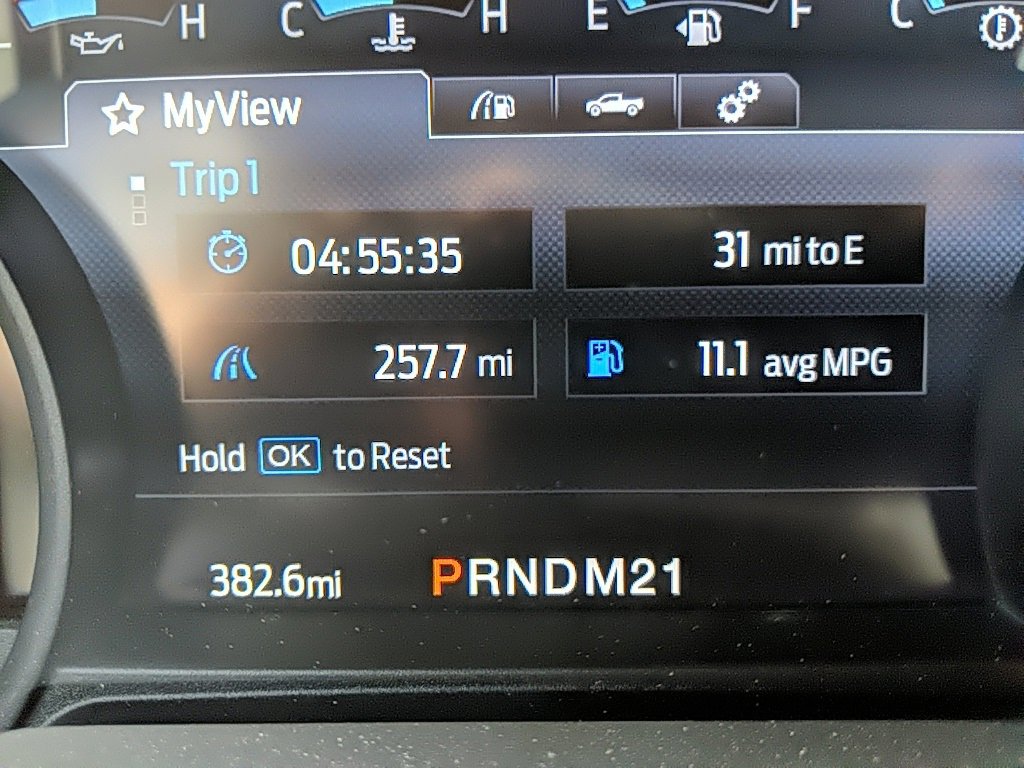 H C H E F C
MyView
Trip 1
04:55:35 31 mi to E
257.7 mi 11.1 avg MPG
Hold OK to Reset
382.6mi PRNDM21